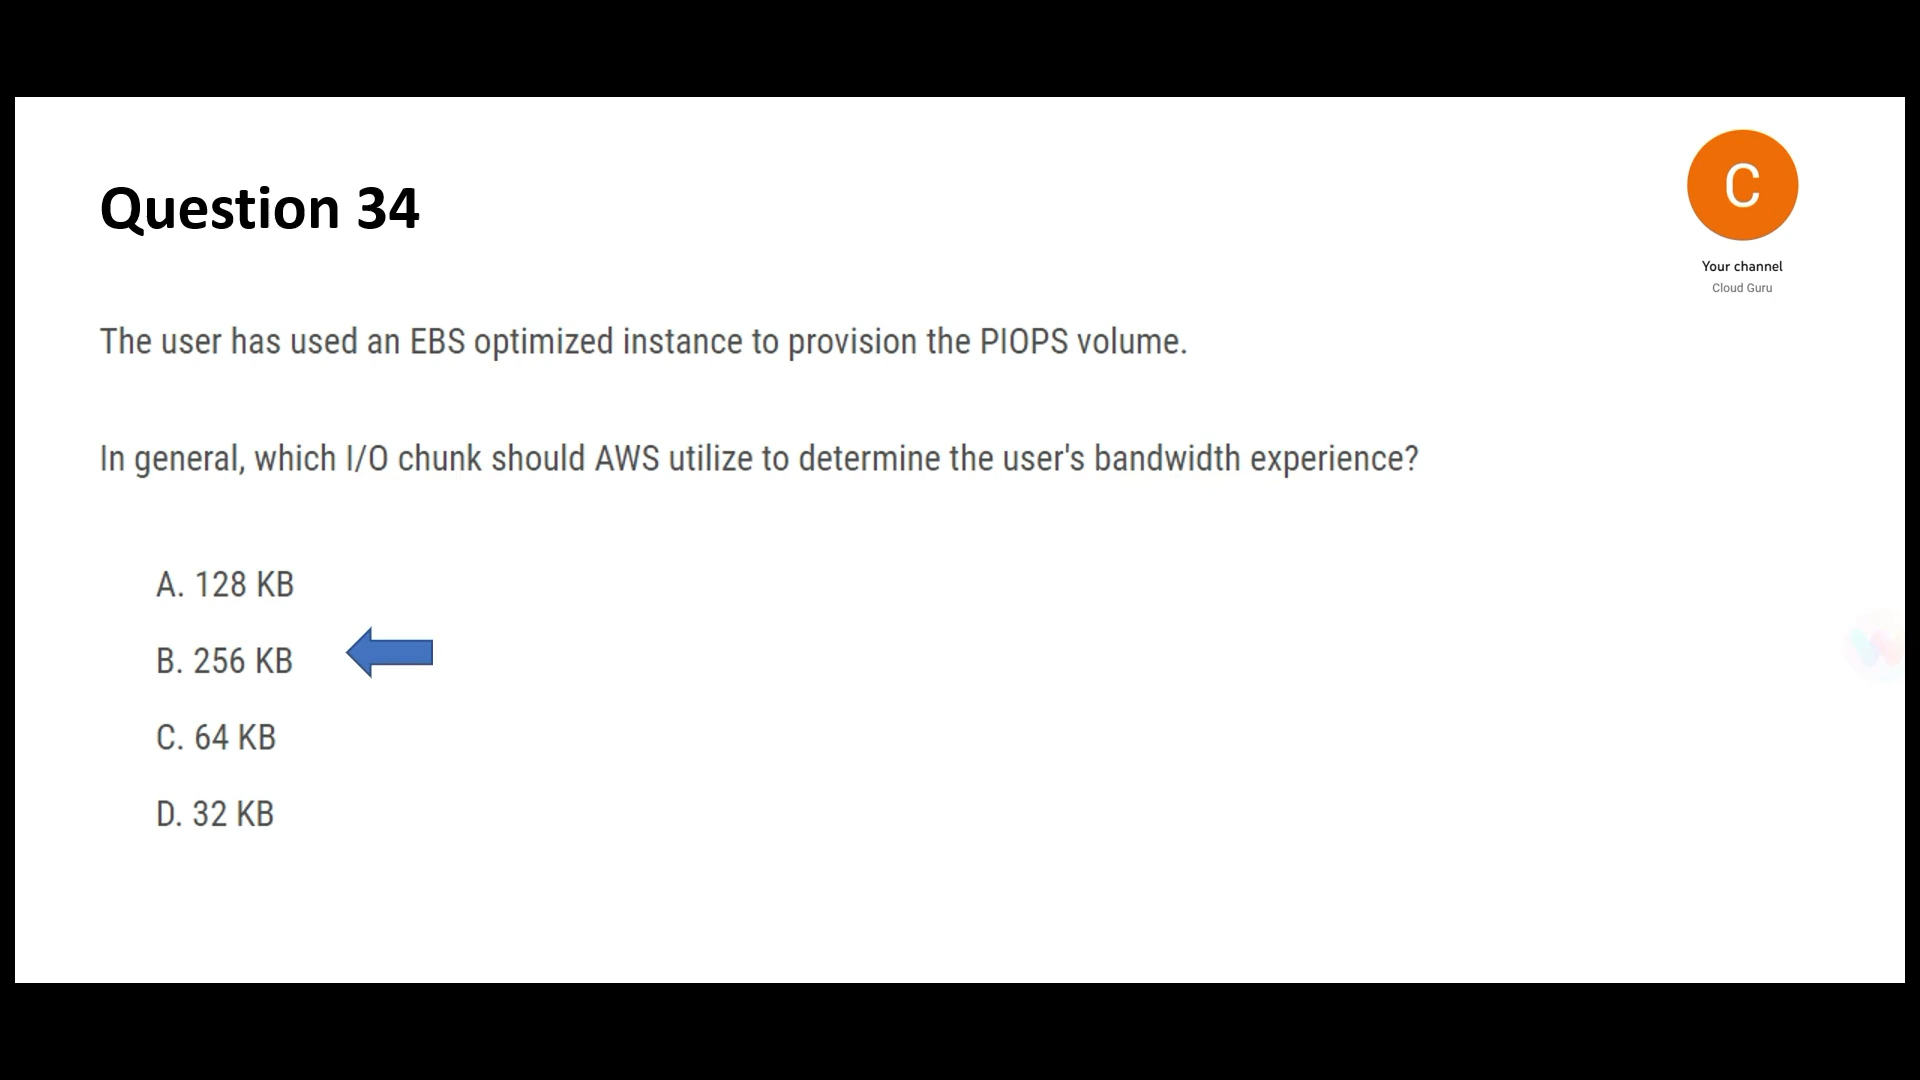 Question 34
C
Your channel
Cloud Guru
The user has used an EBS optimized instance to provision the PIOPS volume.
In general, which I/O chunk should AWS utilize to determine the user's bandwidth experience?
A. 128 KB
B. 256 KB
C. 64 KB
D. 32 KB